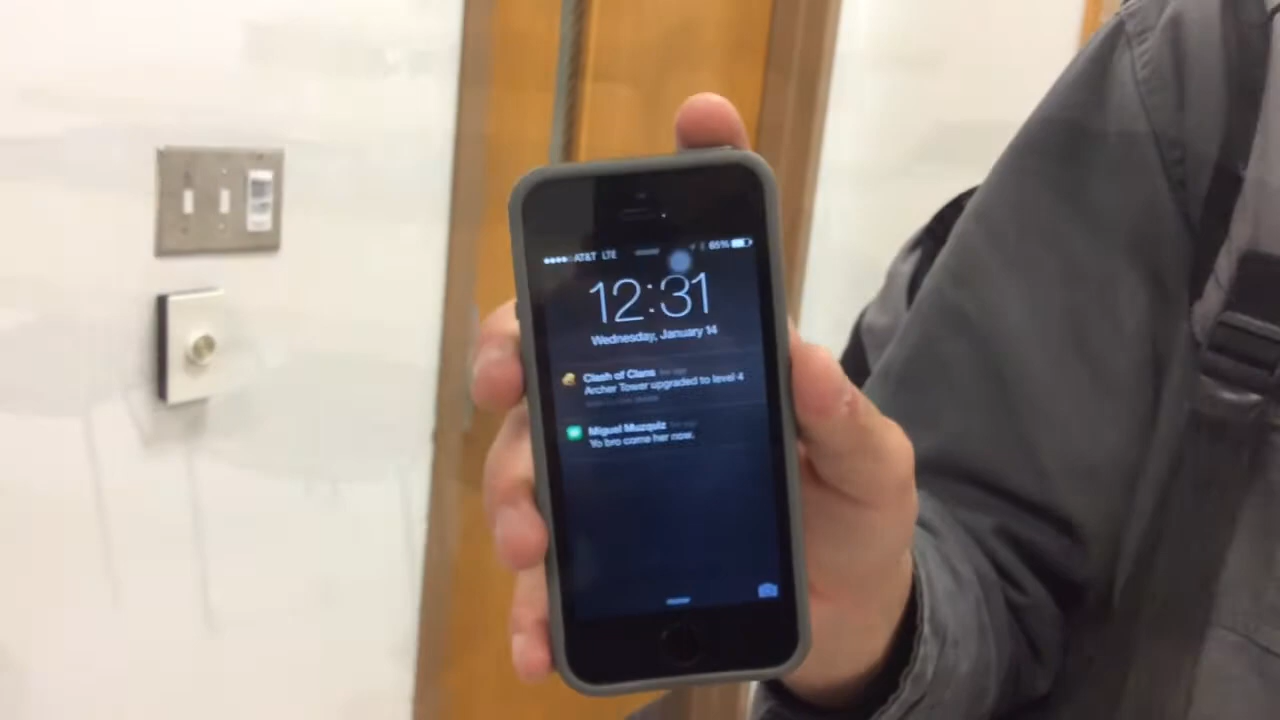 AT&T LTE 65%
12:31
Wednesday, January 14
Clash of Clans
Archer Tower upgraded to level 4
Miguel Muzquiz
Yo bro come her now.